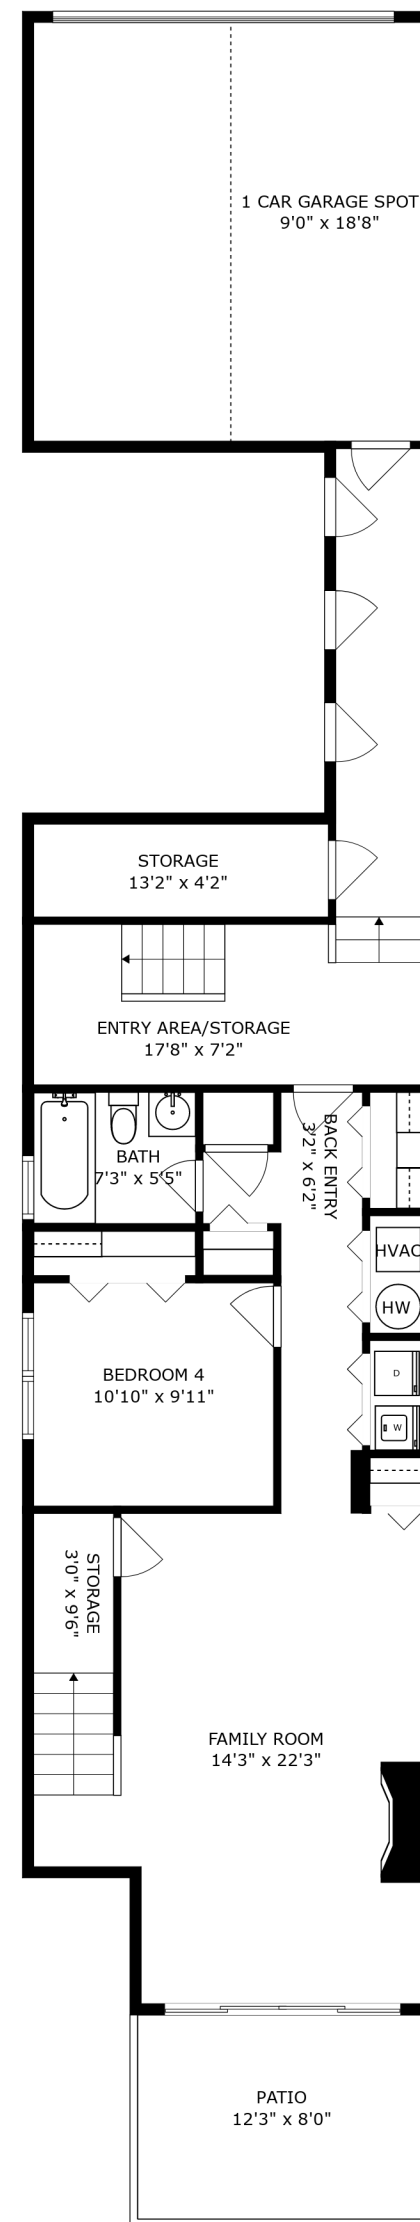 1 CAR GARAGE SPOT
9'0" x 18'8"
STORAGE
13'2" x 4'2"
ENTRY AREA/STORAGE
17'8" x 7'2"
BATH
7'3" x 5'5"
BACK ENTRY
3'2" x 6'2"
HVAC
HW
BEDROOM 4
10'10" x 9'11"
D
W
STORAGE
3'0" x 9'6"
FAMILY ROOM
14'3" x 22'3"
PATIO
12'3" x 8'0"